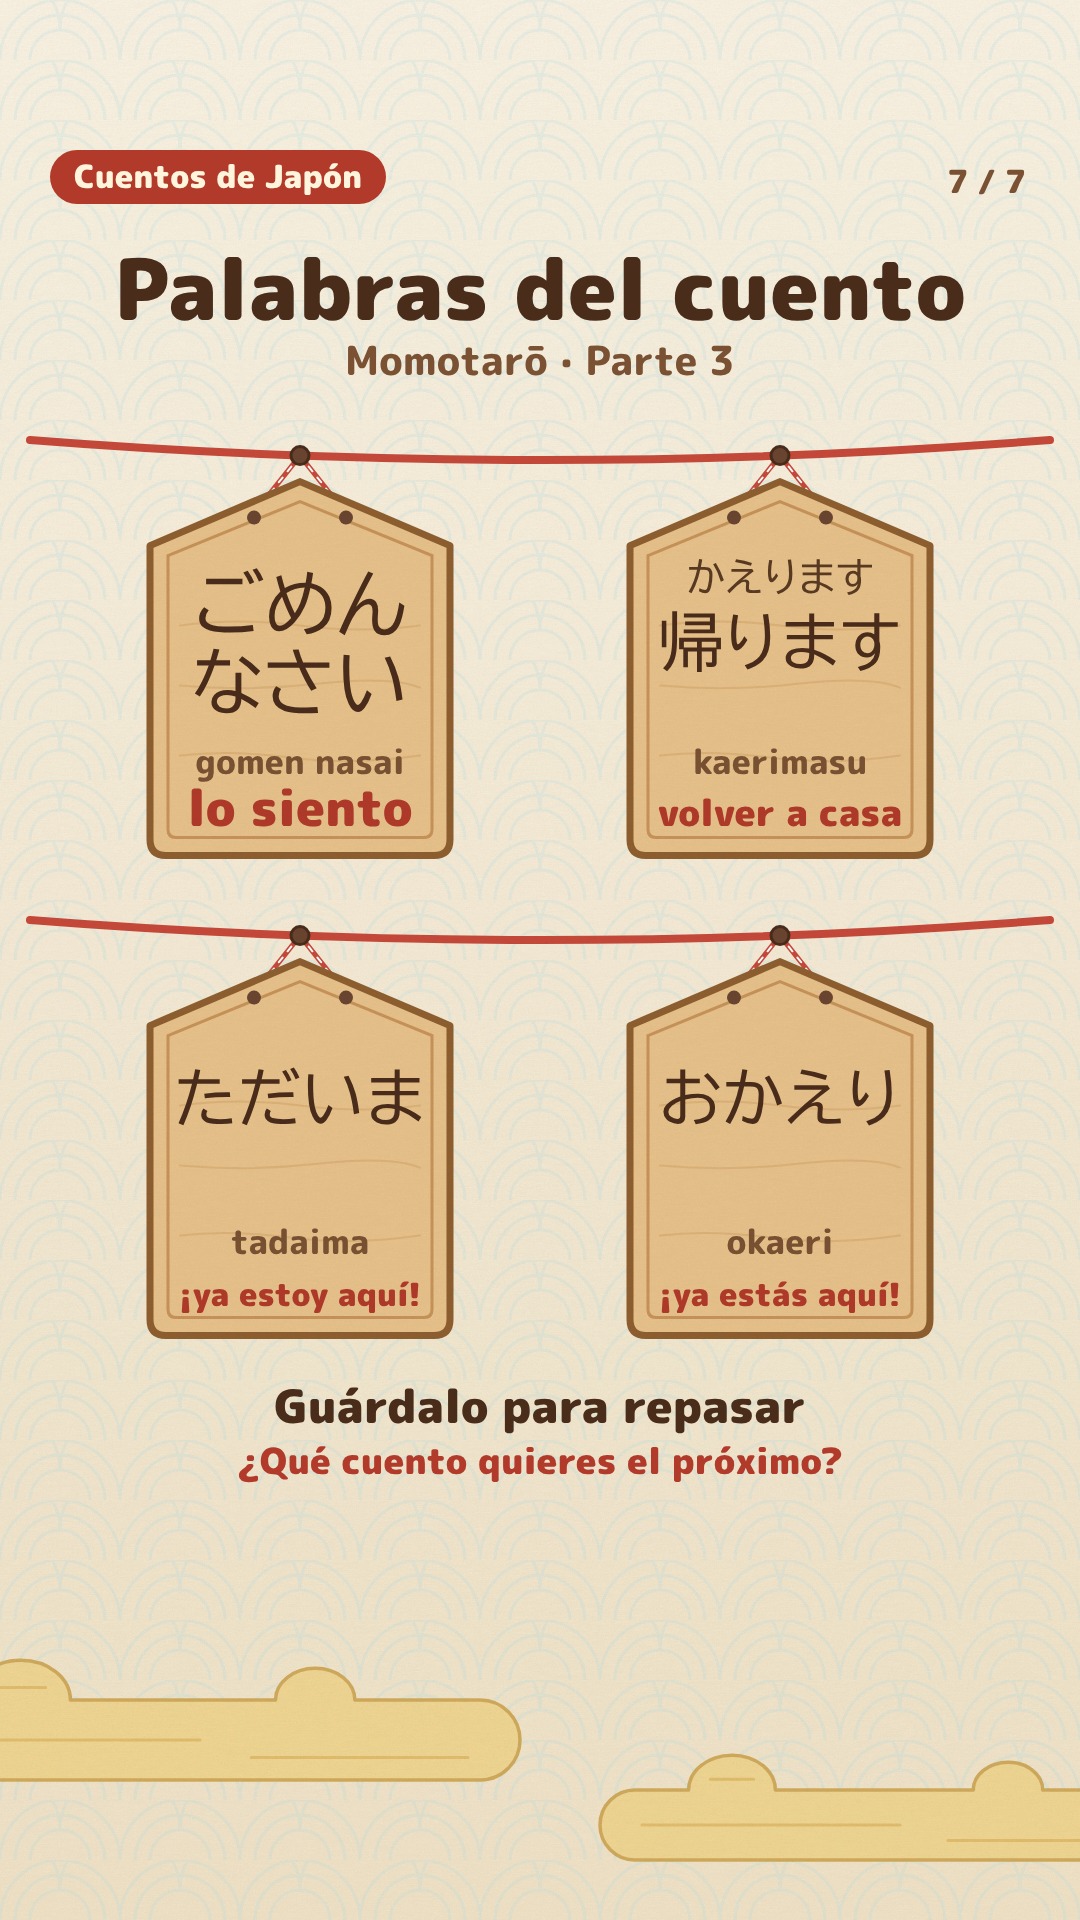 Cuentos de Japón
7 / 7
Palabras del cuento
Momotarō · Parte 3
ごめん
なさい
gomen nasai
lo siento
かえります
帰ります
kaerimasu
volver a casa
ただいま
tadaima
¡ya estoy aquí!
おかえり
okaeri
¡ya estás aquí!
Guárdalo para repasar
¿Qué cuento quieres el próximo?